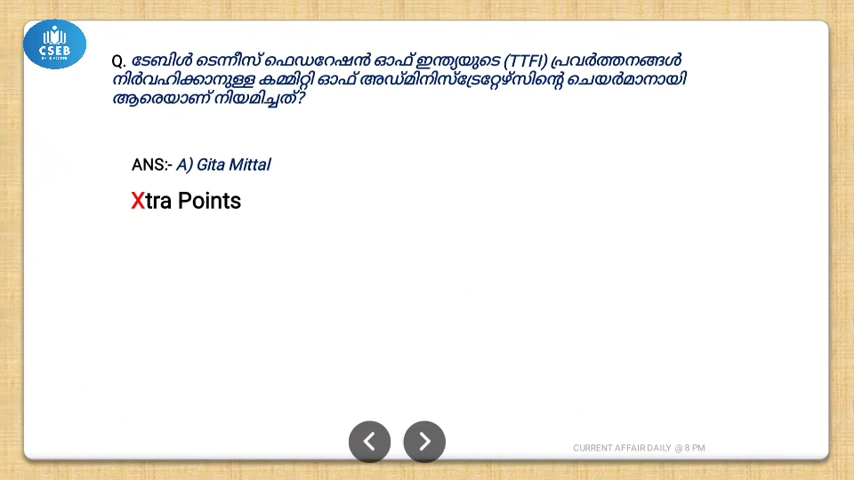 CSEB
Q. ടേബിൾ ടെന്നീസ് ഫെഡറേഷൻ ഓഫ് ഇന്ത്യയുടെ (TTFI) പ്രവർത്തനങ്ങൾ
നിർവഹിക്കാനുള്ള കമ്മിറ്റി ഓഫ് അഡ്മിനിസ്ട്രേറ്റേഴ്സിന്റെ ചെയർമാനായി
ആരെയാണ് നിയമിച്ചത്?
ANS:- A) Gita Mittal
Xtra Points
CURRENT AFFAIR DAILY @ 8 PM